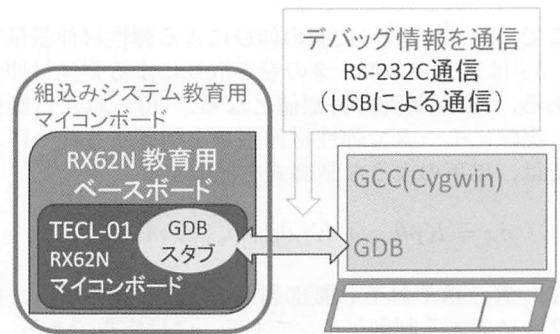 デバッグ情報を通信
RS-232C通信
（USBによる通信）
組込みシステム教育用
マイコンボード
RX62N 教育用
ベースボード
TECL-01
RX62N
マイコンボード
GDB
スタブ
GCC(Cygwin)
GDB